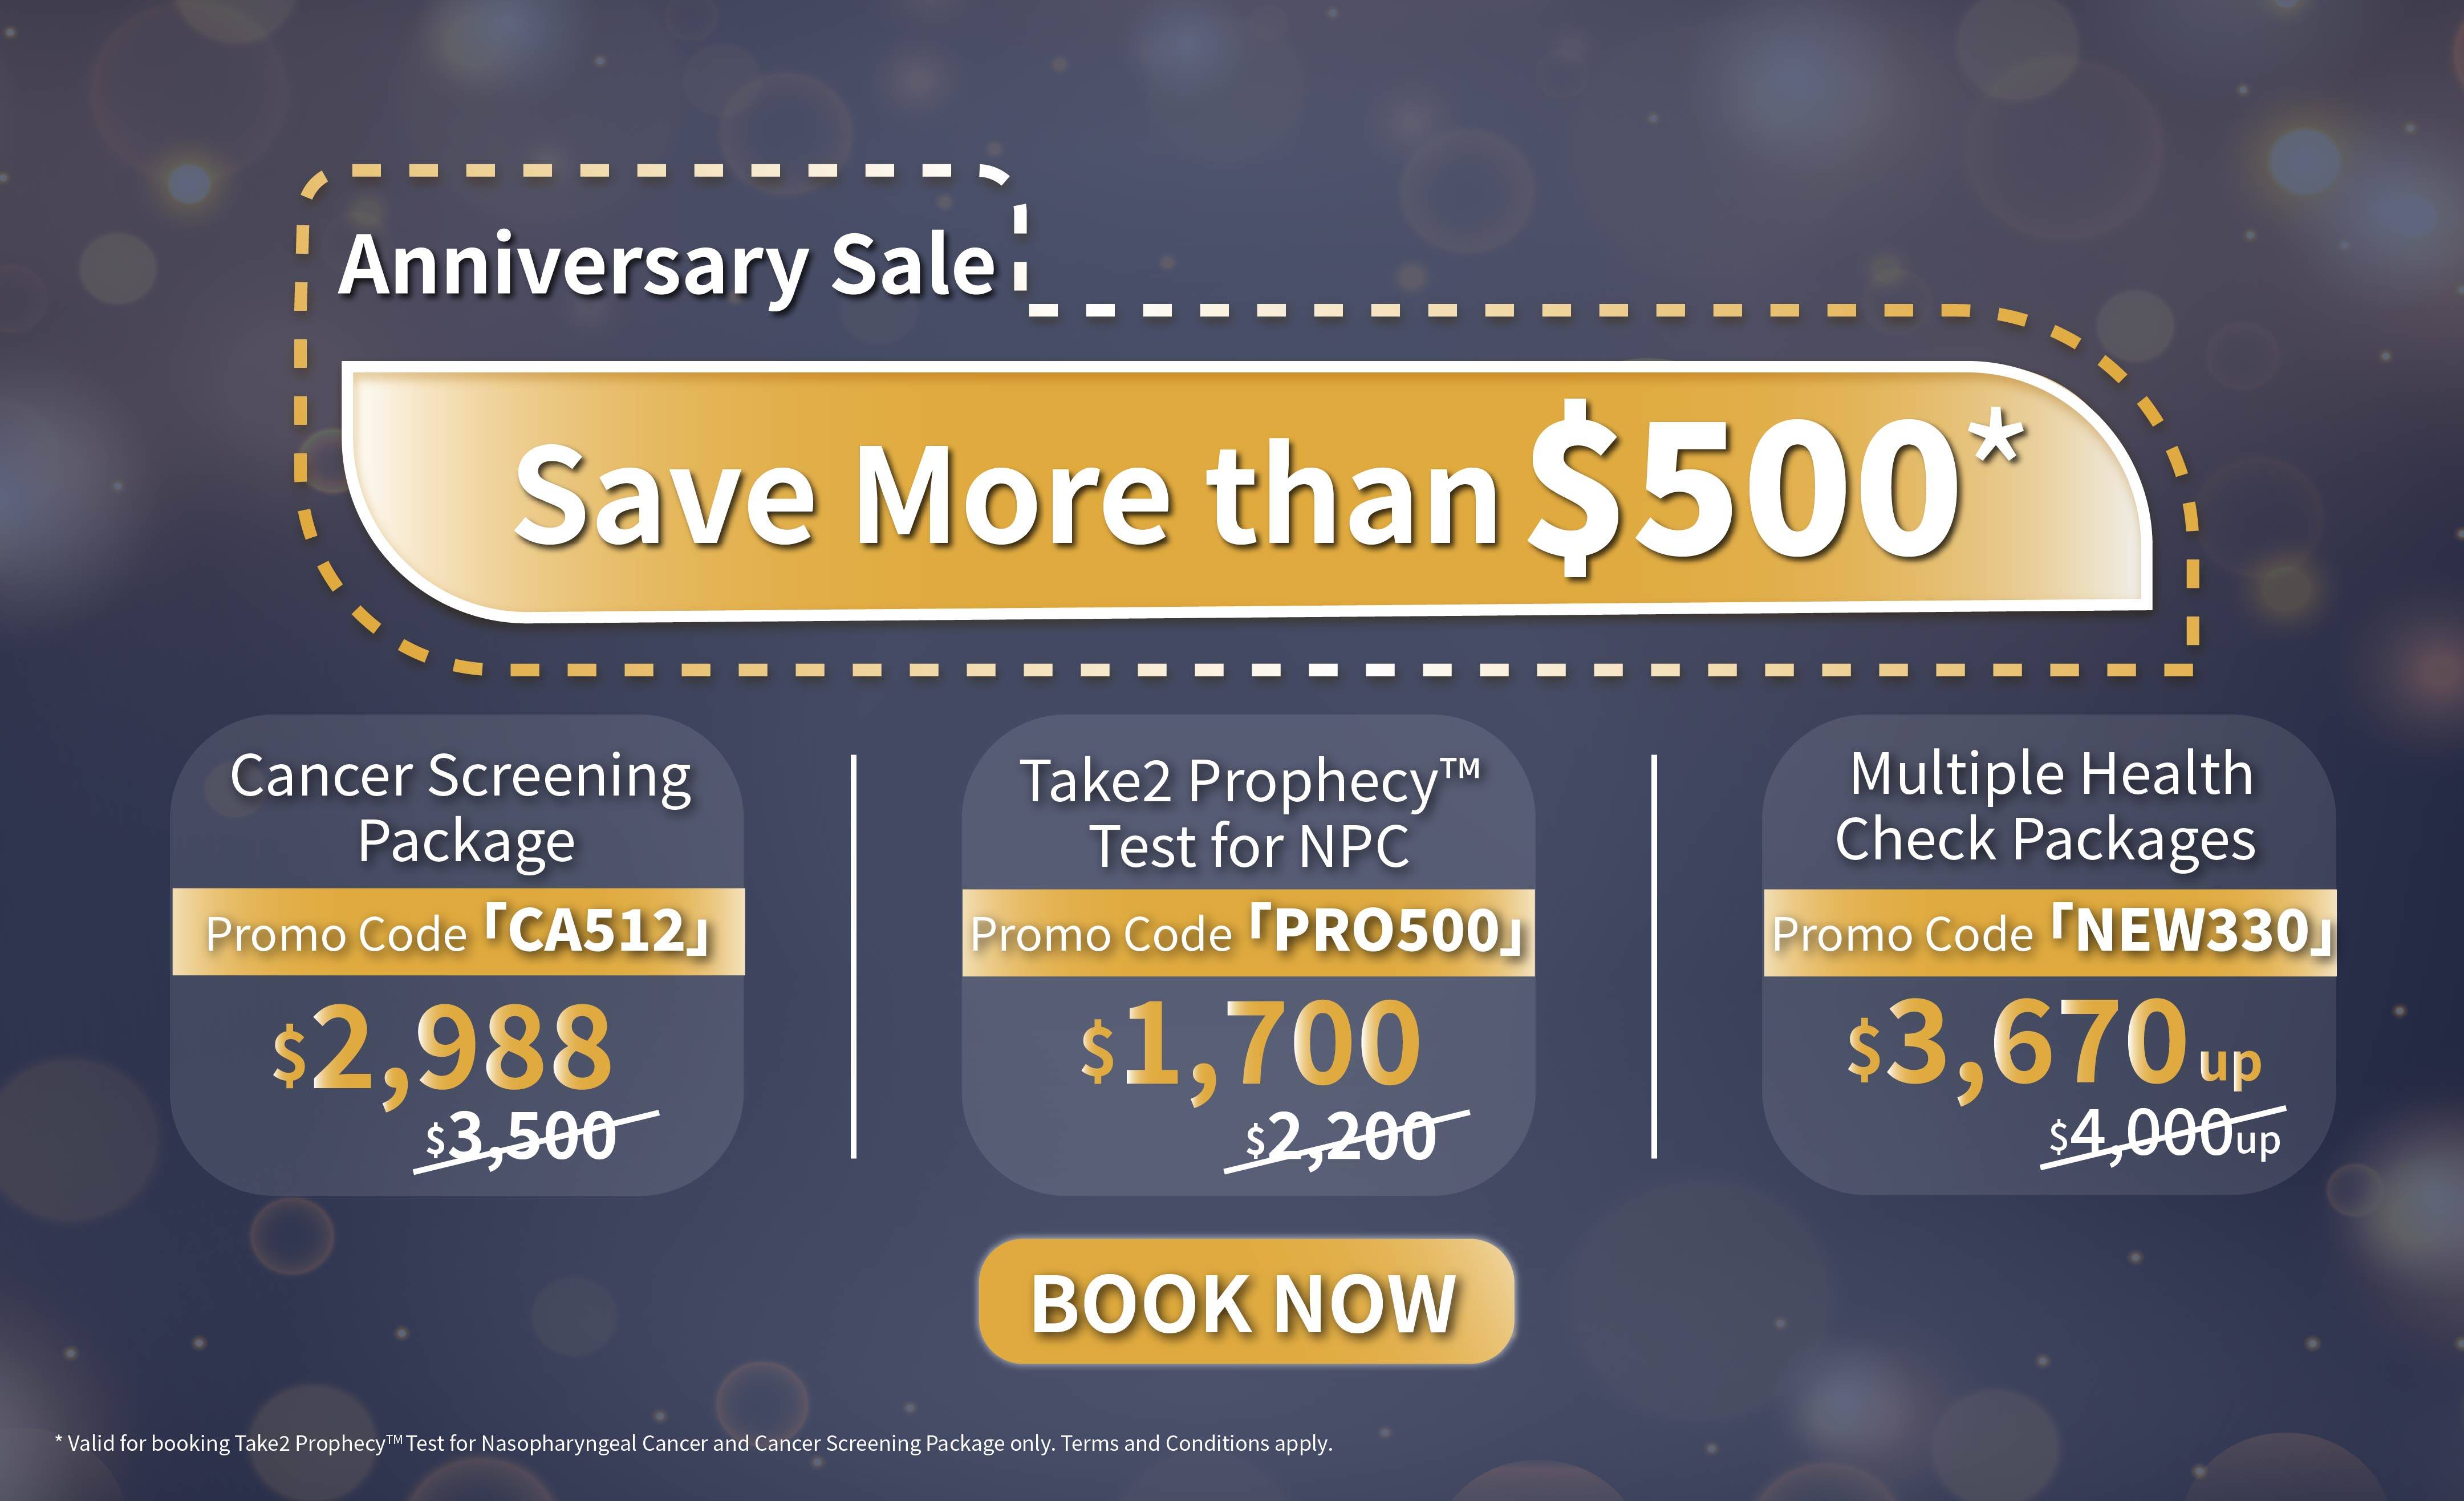 Anniversary Sale
Save More than $500*
Cancer Screening
Package
Promo Code「CA512」
$2,988
$3,500
Take2 Prophecy™
Test for NPC
Promo Code「PRO500」
$1,700
$2,200
Multiple Health
Check Packages
Promo Code「NEW330」
$3,670 up
$4,000up
BOOK NOW
* Valid for booking Take2 Prophecy™ Test for Nasopharyngeal Cancer and Cancer Screening Package only. Terms and Conditions apply.